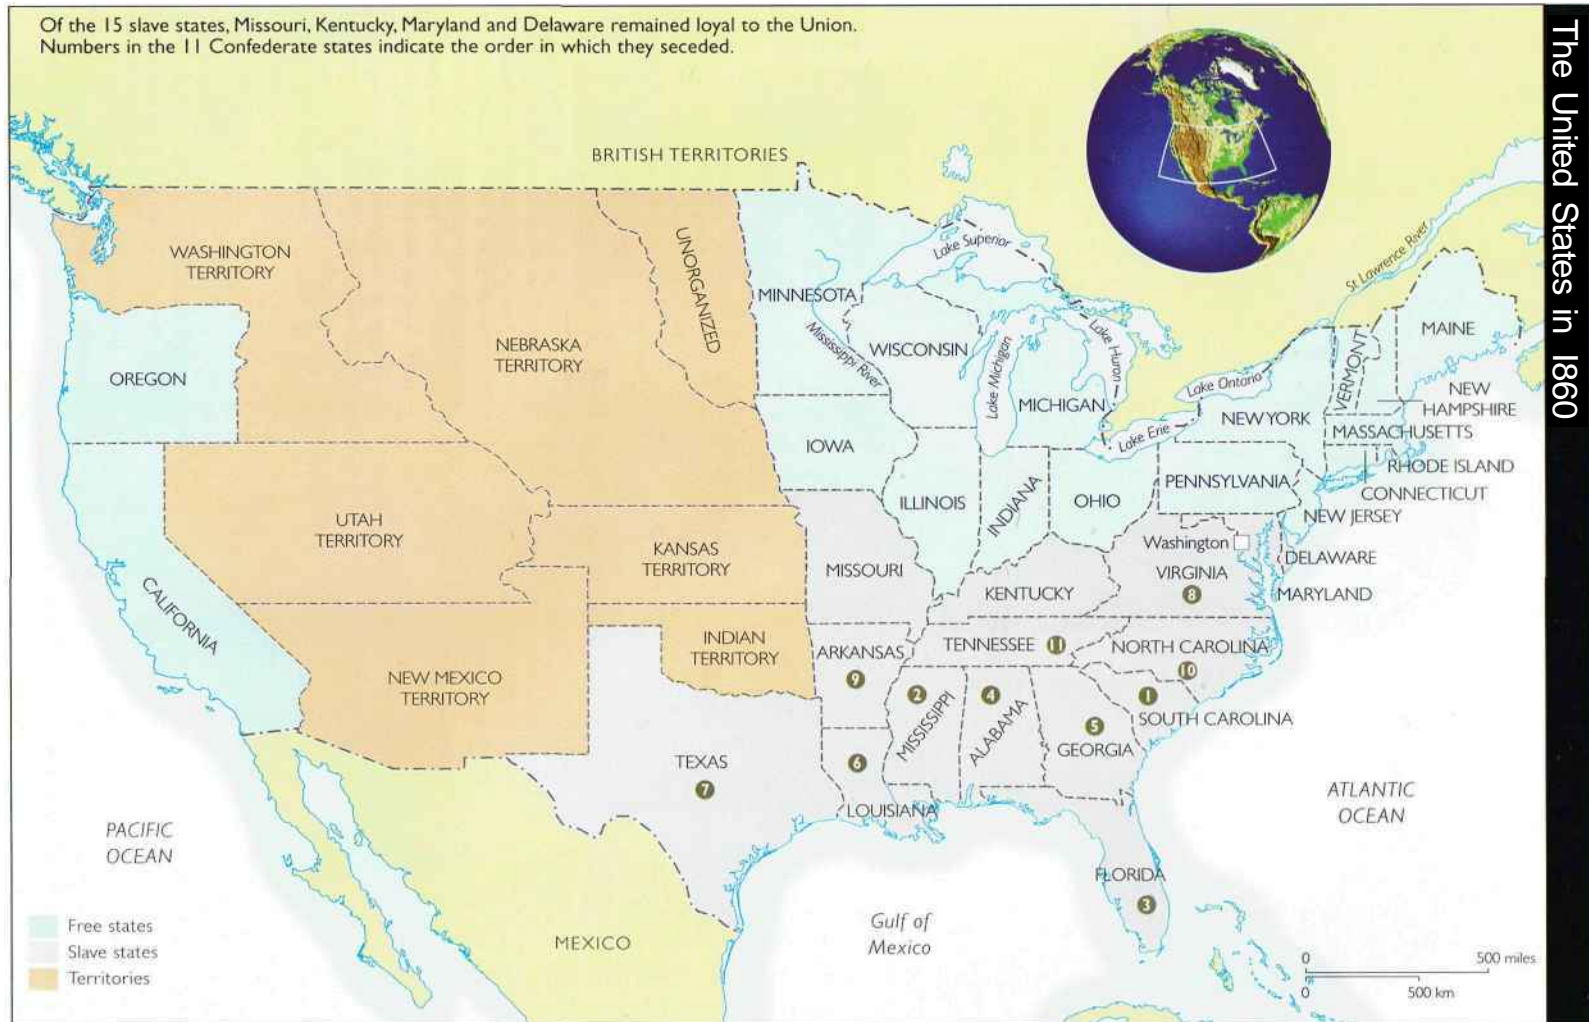 Of the 15 slave states, Missouri, Kentucky, Maryland and Delaware remained loyal to the Union.
Numbers in the 11 Confederate states indicate the order in which they seceded.
The United States in 1860
BRITISH TERRITORIES
WASHINGTON
TERRITORY
OREGON
NEBRASKA
TERRITORY
UNORGANIZED
MINNESOTA
Lake Superior
Mississippi River
WISCONSIN
Lake Michigan
Lake Huron
MICHIGAN
Lake Ontario
Lake Erie
St Lawrence River
MAINE
VERMONT
NEW
HAMPSHIRE
NEW YORK
MASSACHUSETTS
RHODE ISLAND
CONNECTICUT
IOWA
ILLINOIS
INDIANA
OHIO
PENNSYLVANIA
NEW JERSEY
Washington
DELAWARE
MARYLAND
VIRGINIA
8
UTAH
TERRITORY
KANSAS
TERRITORY
MISSOURI
KENTUCKY
CALIFORNIA
NEW MEXICO
TERRITORY
INDIAN
TERRITORY
ARKANSAS
9
TENNESSEE
11
NORTH CAROLINA
10
1
SOUTH CAROLINA
2
MISSISSIPPI
4
ALABAMA
5
GEORGIA
TEXAS
7
6
LOUISIANA
FLORIDA
3
PACIFIC
OCEAN
ATLANTIC
OCEAN
Gulf of
Mexico
MEXICO
Free states
Slave states
Territories
0
500 miles
0
500 km